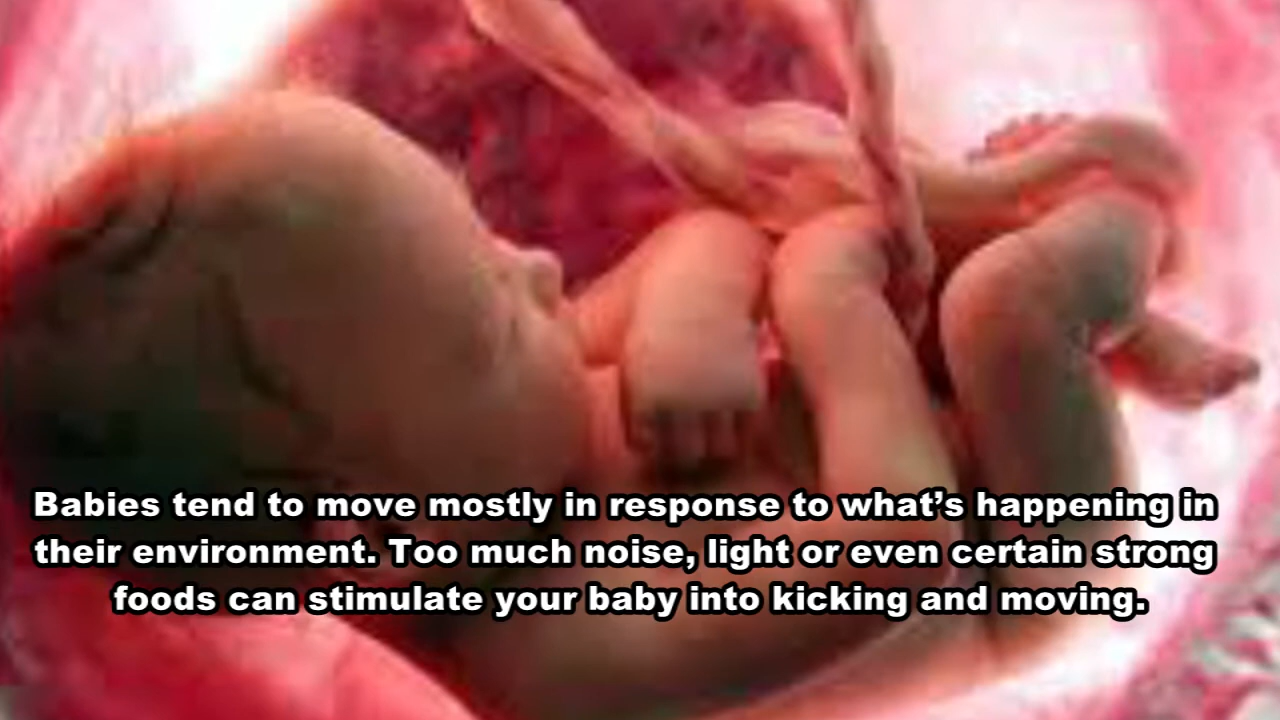 Babies tend to move mostly in response to what’s happening in
their environment. Too much noise, light or even certain strong
foods can stimulate your baby into kicking and moving.